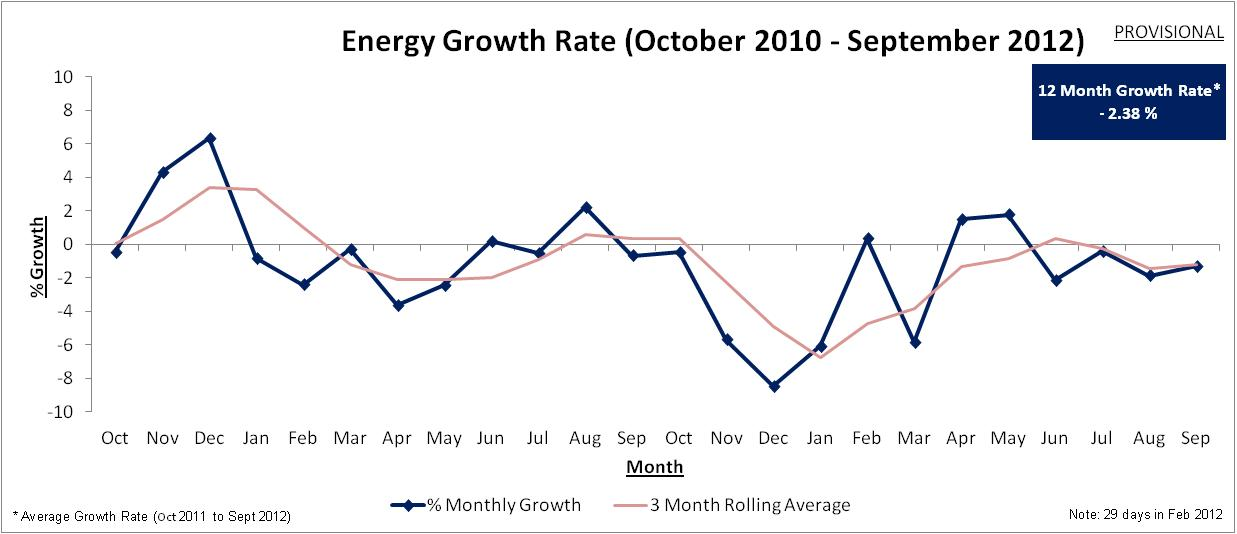 Energy Growth Rate (October 2010 - September 2012)
PROVISIONAL
12 Month Growth Rate*
- 2.38 %
10
8
6
4
2
0
-2
-4
-6
-8
-10
% Growth
Oct Nov Dec Jan Feb Mar Apr May Jun Jul Aug Sep Oct Nov Dec Jan Feb Mar Apr May Jun Jul Aug Sep
Month
% Monthly Growth 3 Month Rolling Average
* Average Growth Rate (Oct 2011 to Sept 2012)
Note: 29 days in Feb 2012